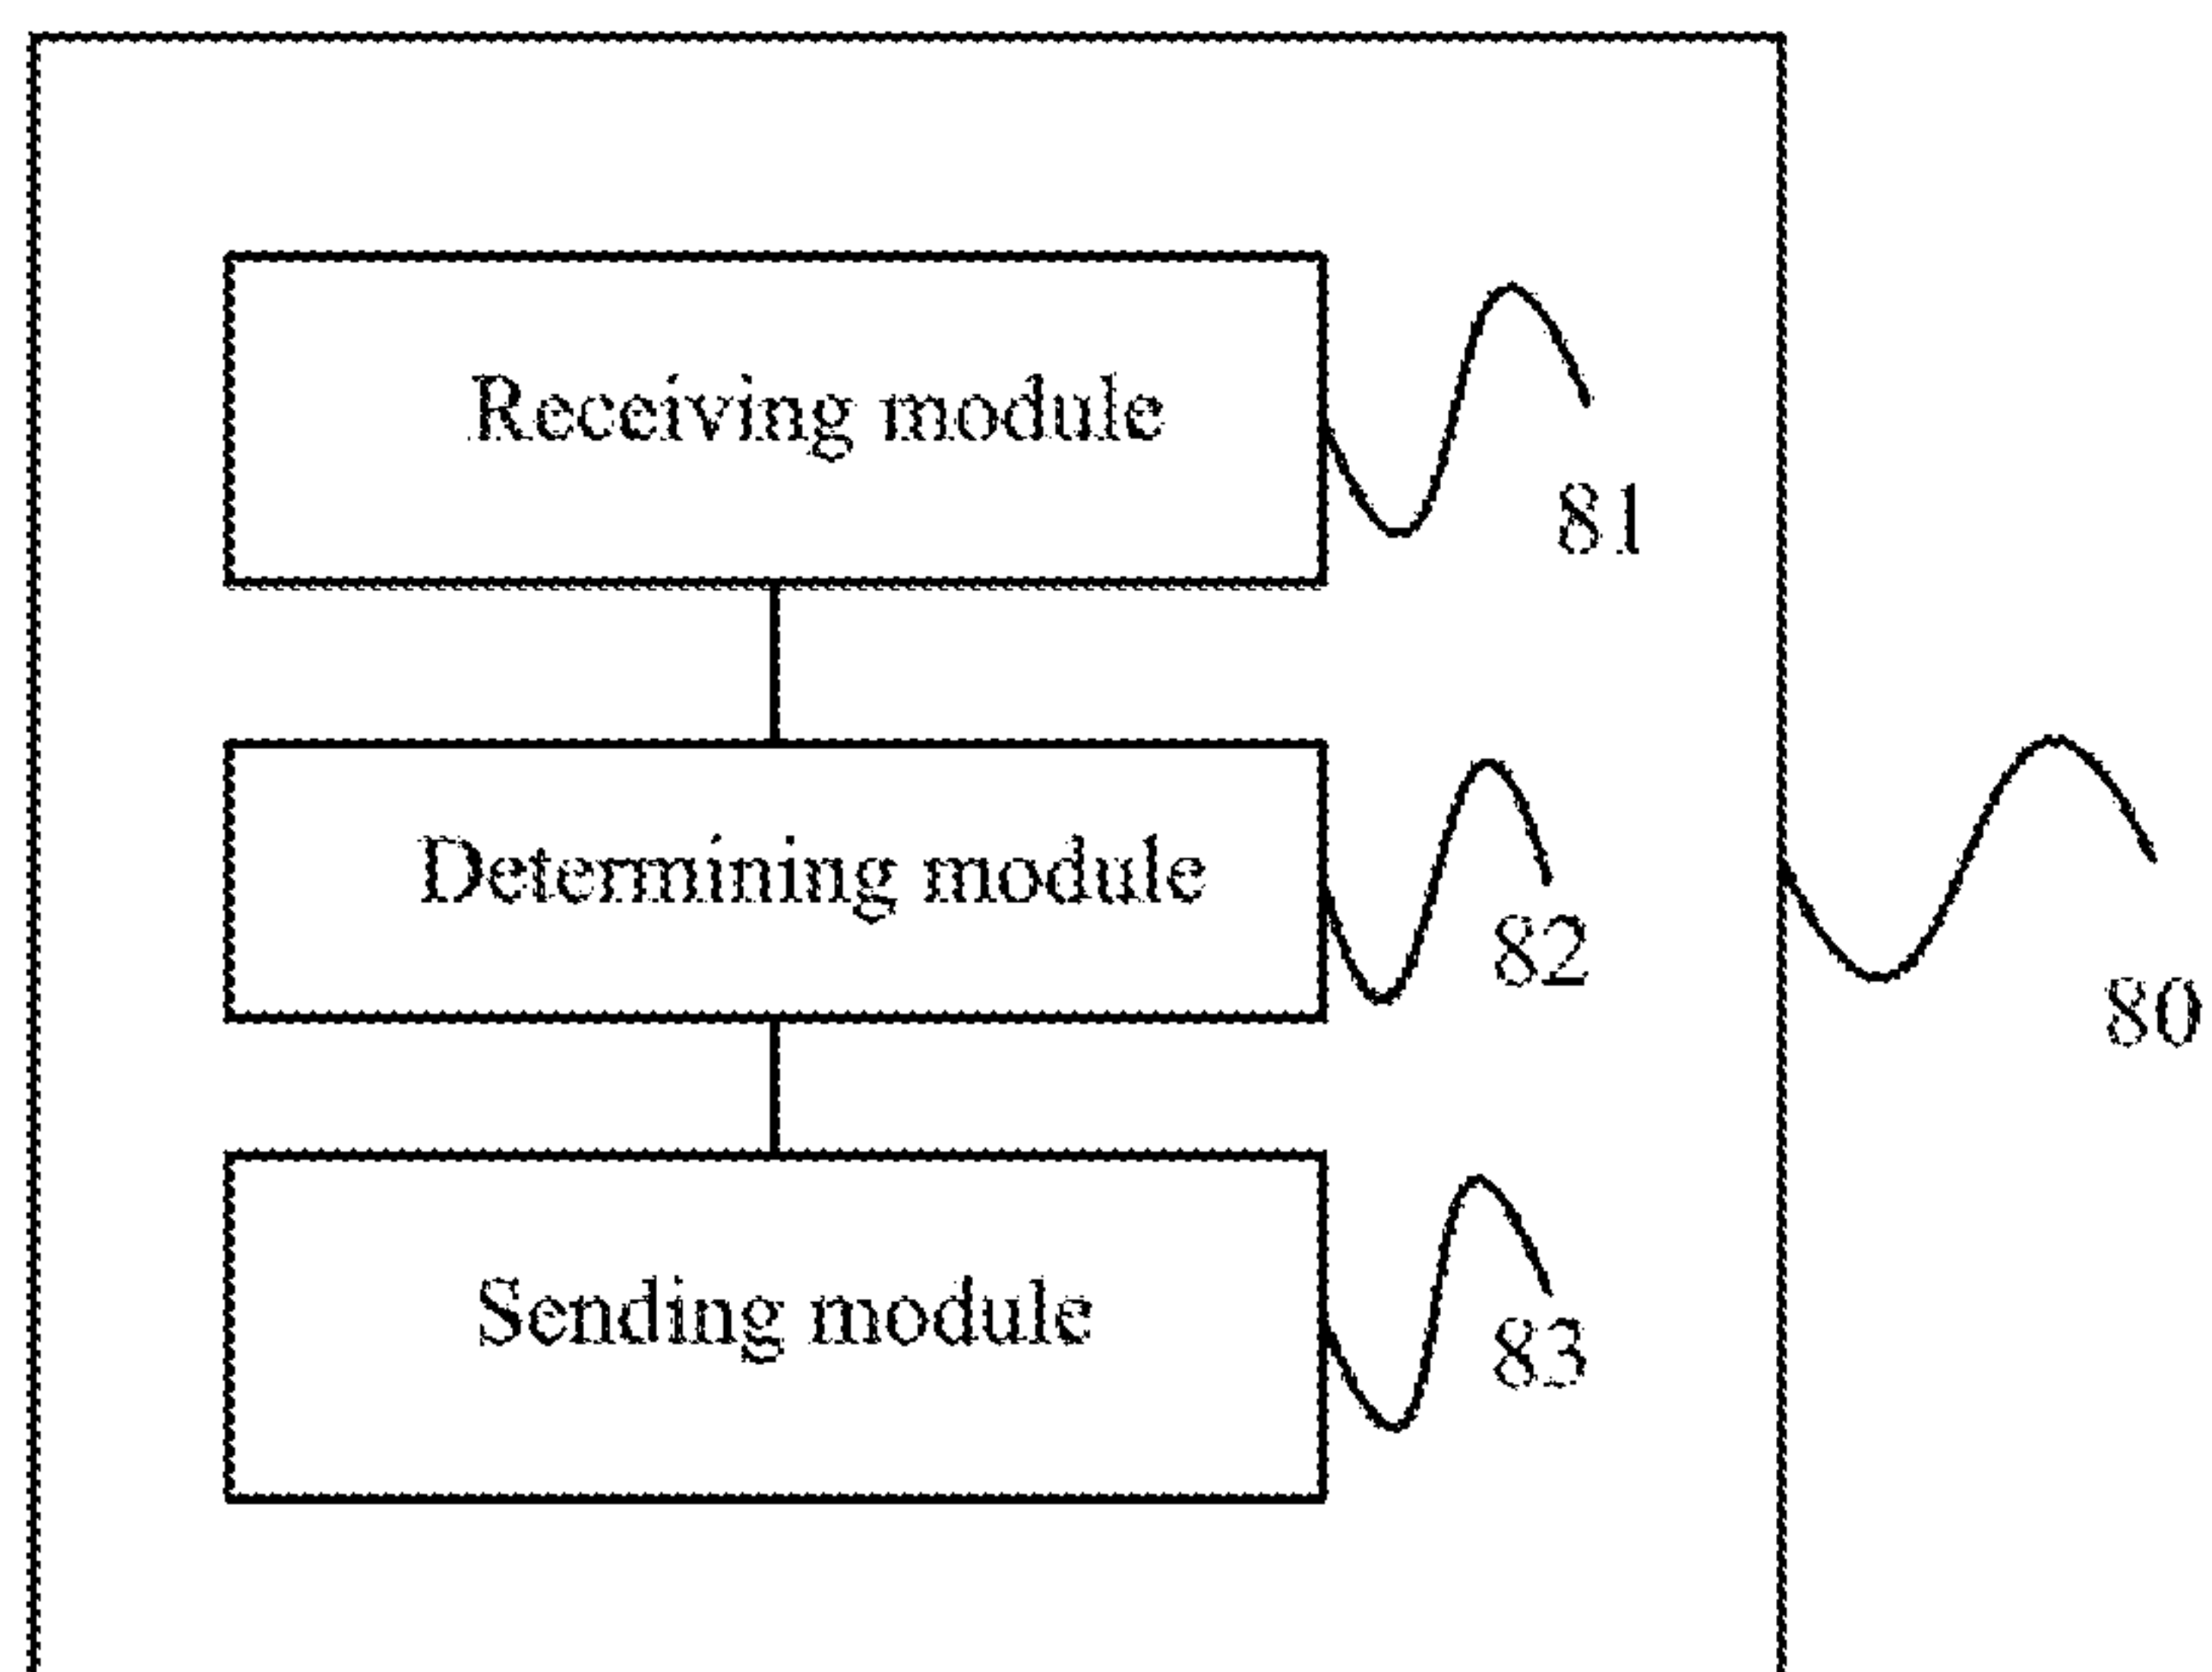 Receiving module
81
Determining module
82
80
Sending module
83